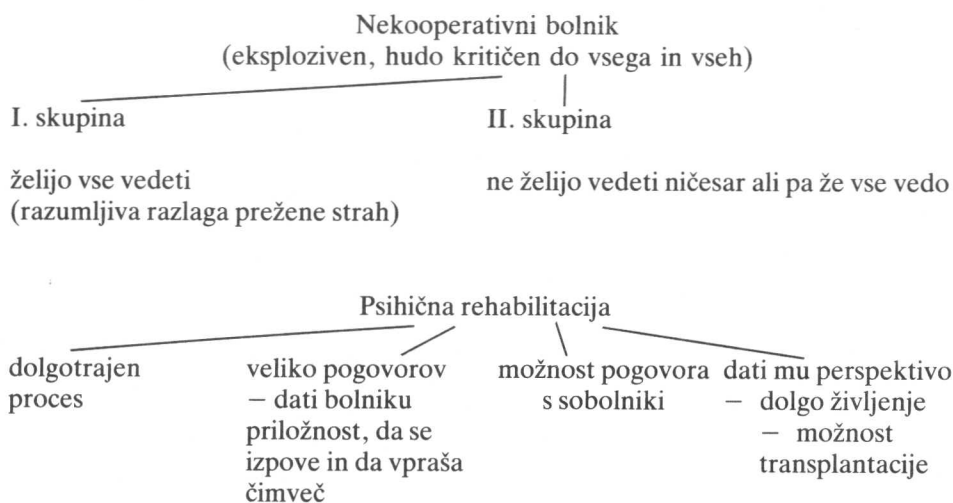 Nekooperativni bolnik
(eksploziven, hudo kritičen do vsega in vseh)
I. skupina
II. skupina
želijo vse vedeti
(razumljiva razlaga prežene strah)
ne želijo vedeti ničesar ali pa že vse vedo
Psihična rehabilitacija
dolgotrajen
proces
veliko pogovorov
– dati bolniku
priložnost, da se
izpove in da vpraša
čimveč
možnost pogovora
s sobolniki
dati mu perspektivo
– dolgo življenje
– možnost
transplantacije